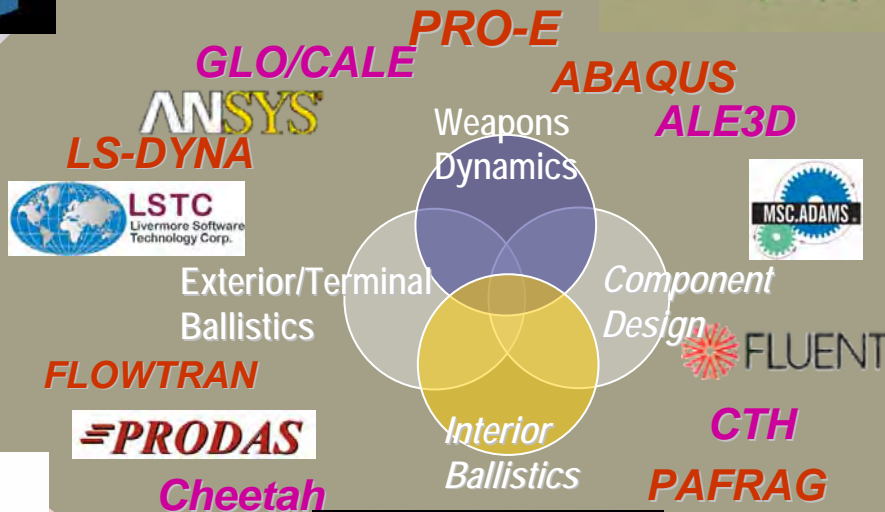 PRO-E
GLO/CALE
ABAQUS
ANSYS
ALE3D
Weapons
Dynamics
LS-DYNA
LSTC
Livermore Software
Technology Corp.
MSC.ADAMS
Exterior/Terminal
Ballistics
Component
Design
FLUENT
FLOWTRAN
PRODAS
Interior
Ballistics
CTH
PAFRAG
Cheetah